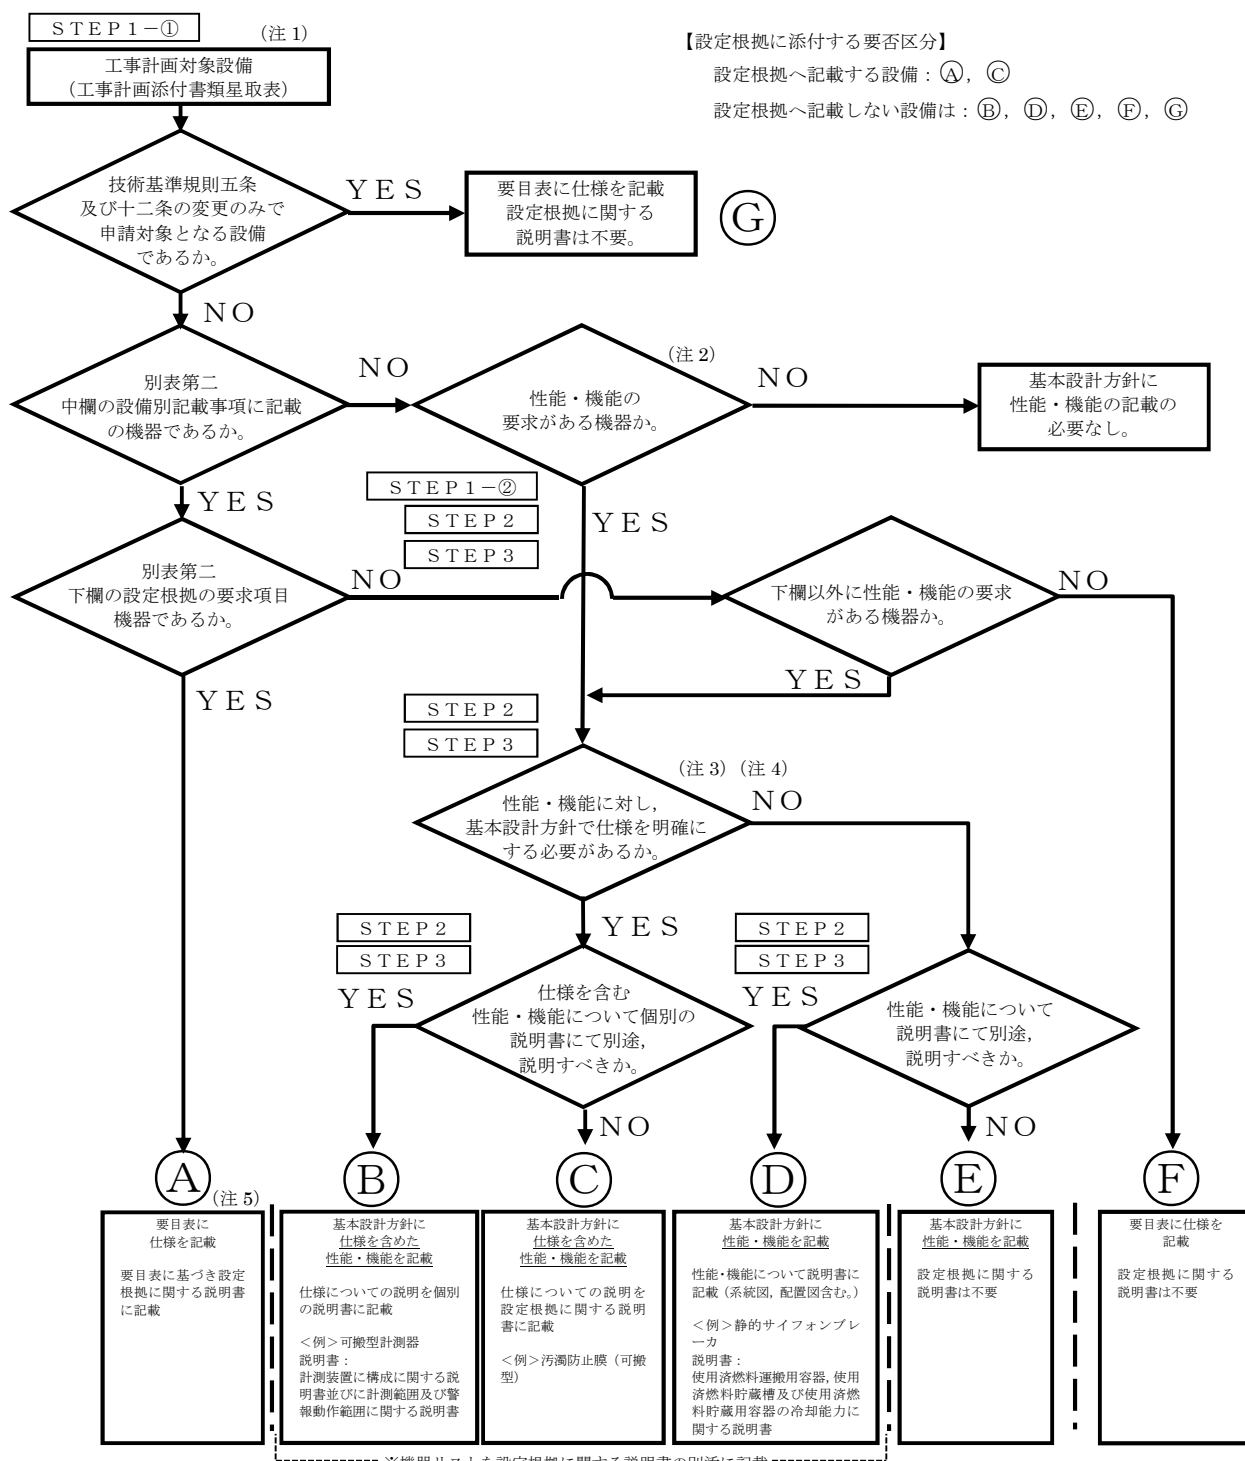 STEP1-①
(注1)
工事計画対象設備
(工事計画添付書類星取表)
【設定根拠に添付する要否区分】
設定根拠へ記載する設備:Ⓐ,Ⓒ
設定根拠へ記載しない設備は:Ⓑ,Ⓓ,Ⓔ,Ⓕ,Ⓖ
技術基準規則五条
及び十二条の変更のみで
申請対象となる設備
であるか。
YES
要目表に仕様を記載
設定根拠に関する
説明書は不要。
G
NO
別表第二
中欄の設備別記載事項に記載
の機器であるか。
NO
(注2)
性能・機能の
要求がある機器か。
NO
基本設計方針に
性能・機能の記載の
必要なし。
YES
STEP1-②
STEP2
STEP3
YES
別表第二
下欄の設定根拠の要求項目
機器であるか。
NO
下欄以外に性能・機能の要求
がある機器か。
NO
YES
YES
STEP2
STEP3
(注3)(注4)
性能・機能に対し,
基本設計方針で仕様を明確に
する必要があるか。
NO
YES
STEP2
STEP3
YES
仕様を含む
性能・機能について個別の
説明書にて別途,
説明すべきか。
NO
STEP2
STEP3
YES
性能・機能について
説明書にて別途,
説明すべきか。
NO
A
(注5)
要目表に
仕様を記載
要目表に基づき設定
根拠に関する説明書
に記載
B
基本設計方針に
仕様を含めた
性能・機能を記載
仕様についての説明を個別
の説明書に記載
<例>可搬型計測器
説明書:
計測装置に構成に関する説
明書並びに計測範囲及び警
報動作範囲に関する説明書
C
基本設計方針に
仕様を含めた
性能・機能を記載
仕様についての説明を
設定根拠に関する説明
書に記載
<例>汚濁防止膜(可搬
型)
D
基本設計方針に
性能・機能を記載
性能・機能について説明書に
記載(系統図,配置図含む。)
<例>静的サイフォンブレ
ーカ
説明書:
使用済燃料運搬用容器,使用
済燃料貯蔵槽及び使用済燃
料貯蔵用容器の冷却能力に
関する説明書
E
基本設計方針に
性能・機能を記載
設定根拠に関する
説明書は不要
F
要目表に仕様を
記載
設定根拠に関する
説明書は不要
※機器リストを設定根拠に関する説明書の別添に記載